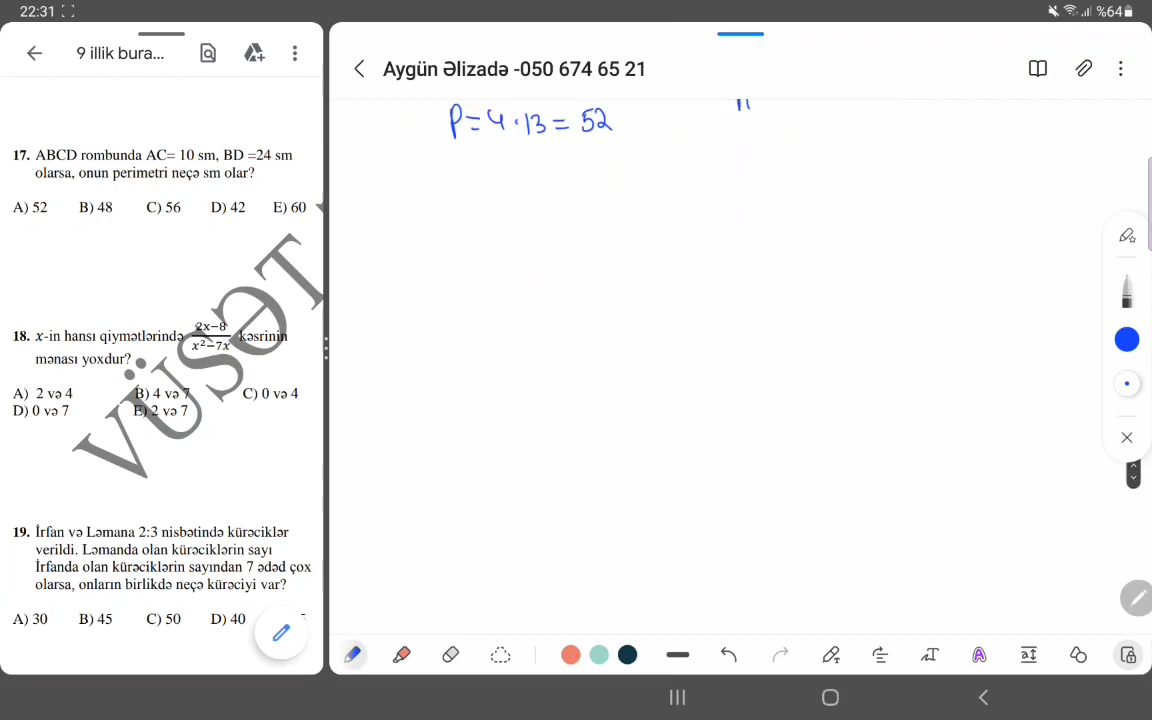 22:31
%64
9 illik bura...
Aygün Əlizadə -050 674 65 21
P=4·13=52
17. ABCD rombunda AC= 10 sm, BD =24 sm
olarsa, onun perimetri neçə sm olar?
A) 52 B) 48 C) 56 D) 42 E) 60
18. x-in hansı qiymətlərində 2x−8/x²−7x kəsrinin
mənası yoxdur?
A) 2 və 4 B) 4 və 7 C) 0 və 4
D) 0 və 7 E) 2 və 7
VÜSƏT
19. İrfan və Ləmana 2:3 nisbətində kürəciklər
verildi. Ləmanda olan kürəciklərin sayı
İrfanda olan kürəciklərin sayından 7 ədəd çox
olarsa, onların birlikdə neçə kürəciyi var?
A) 30 B) 45 C) 50 D) 40